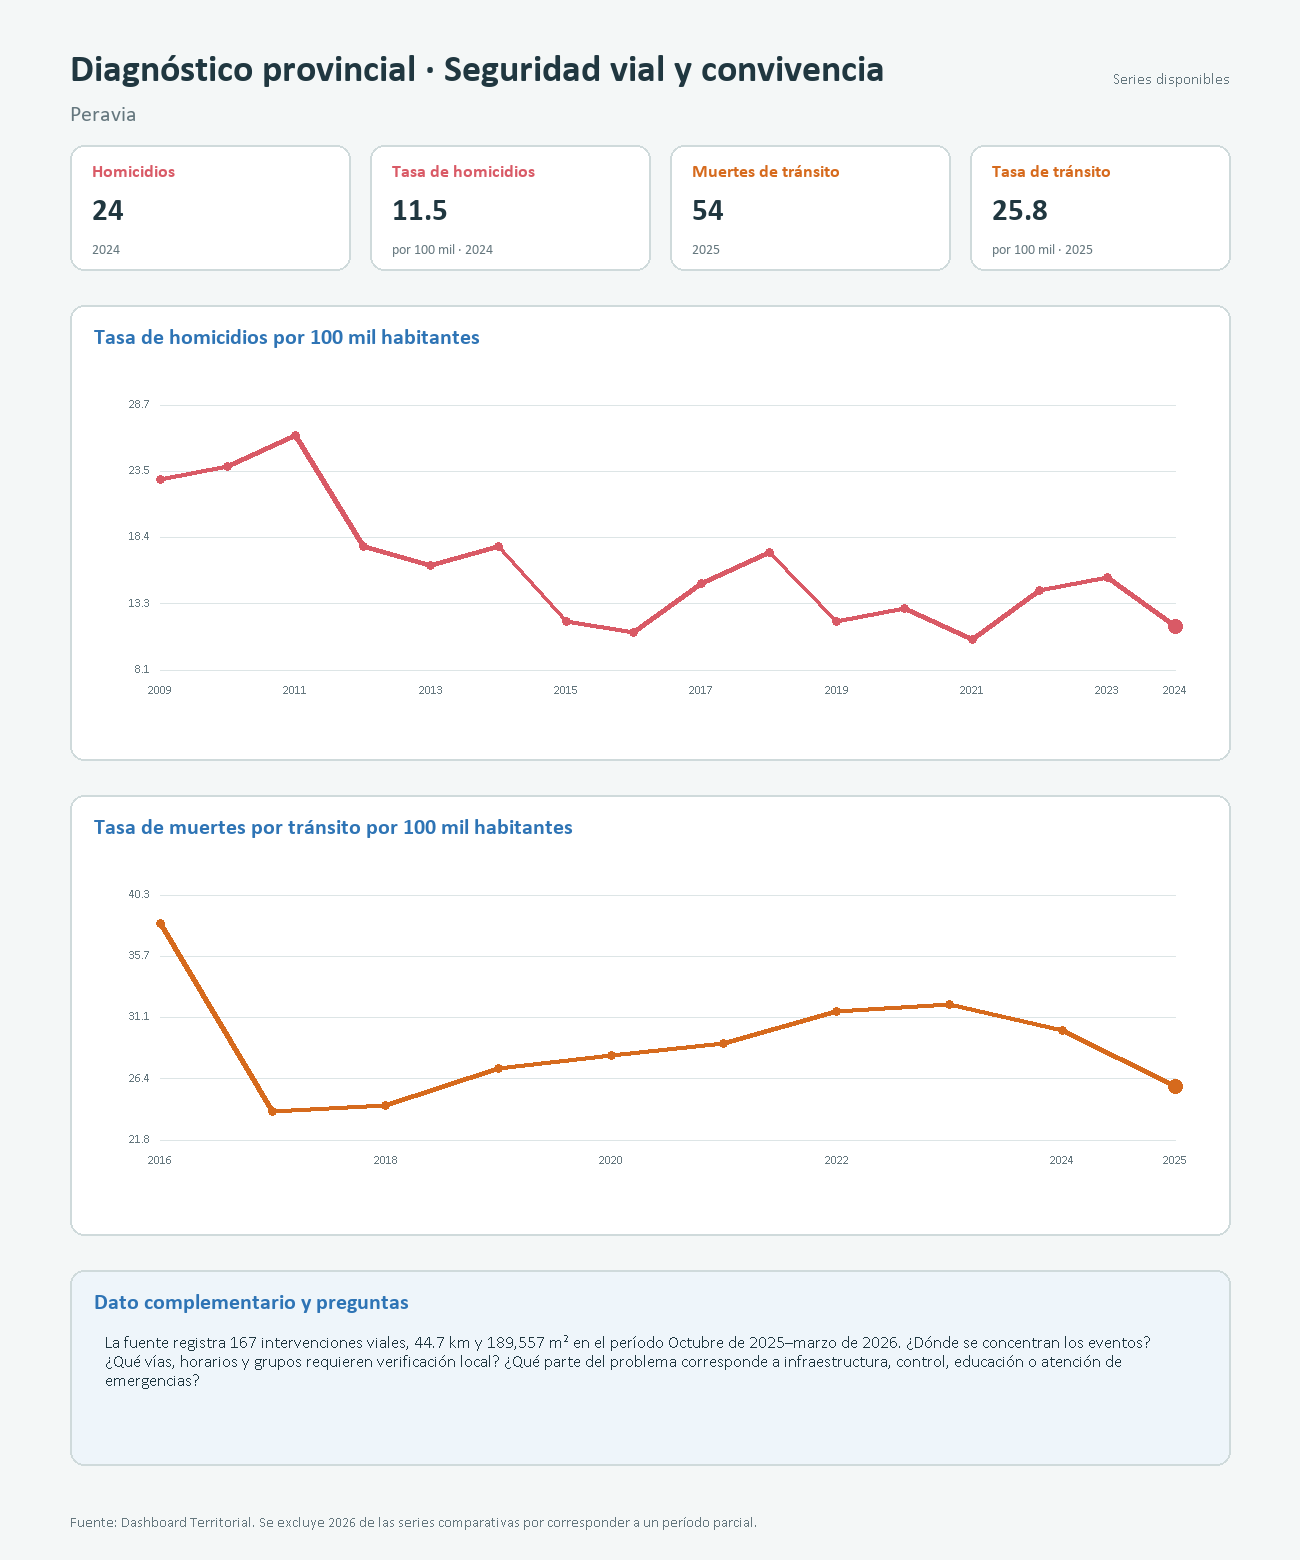 Diagnóstico provincial · Seguridad vial y convivencia
Series disponibles
Peravia
Homicidios
24
2024
Tasa de homicidios
11.5
por 100 mil · 2024
Muertes de tránsito
54
2025
Tasa de tránsito
25.8
por 100 mil · 2025
Tasa de homicidios por 100 mil habitantes
28.7
23.5
18.4
13.3
8.1
2009 2011 2013 2015 2017 2019 2021 2023 2024
Tasa de muertes por tránsito por 100 mil habitantes
40.3
35.7
31.1
26.4
21.8
2016 2018 2020 2022 2024 2025
Dato complementario y preguntas
La fuente registra 167 intervenciones viales, 44.7 km y 189,557 m² en el período Octubre de 2025–marzo de 2026. ¿Dónde se concentran los eventos?
¿Qué vías, horarios y grupos requieren verificación local? ¿Qué parte del problema corresponde a infraestructura, control, educación o atención de
emergencias?
Fuente: Dashboard Territorial. Se excluye 2026 de las series comparativas por corresponder a un período parcial.